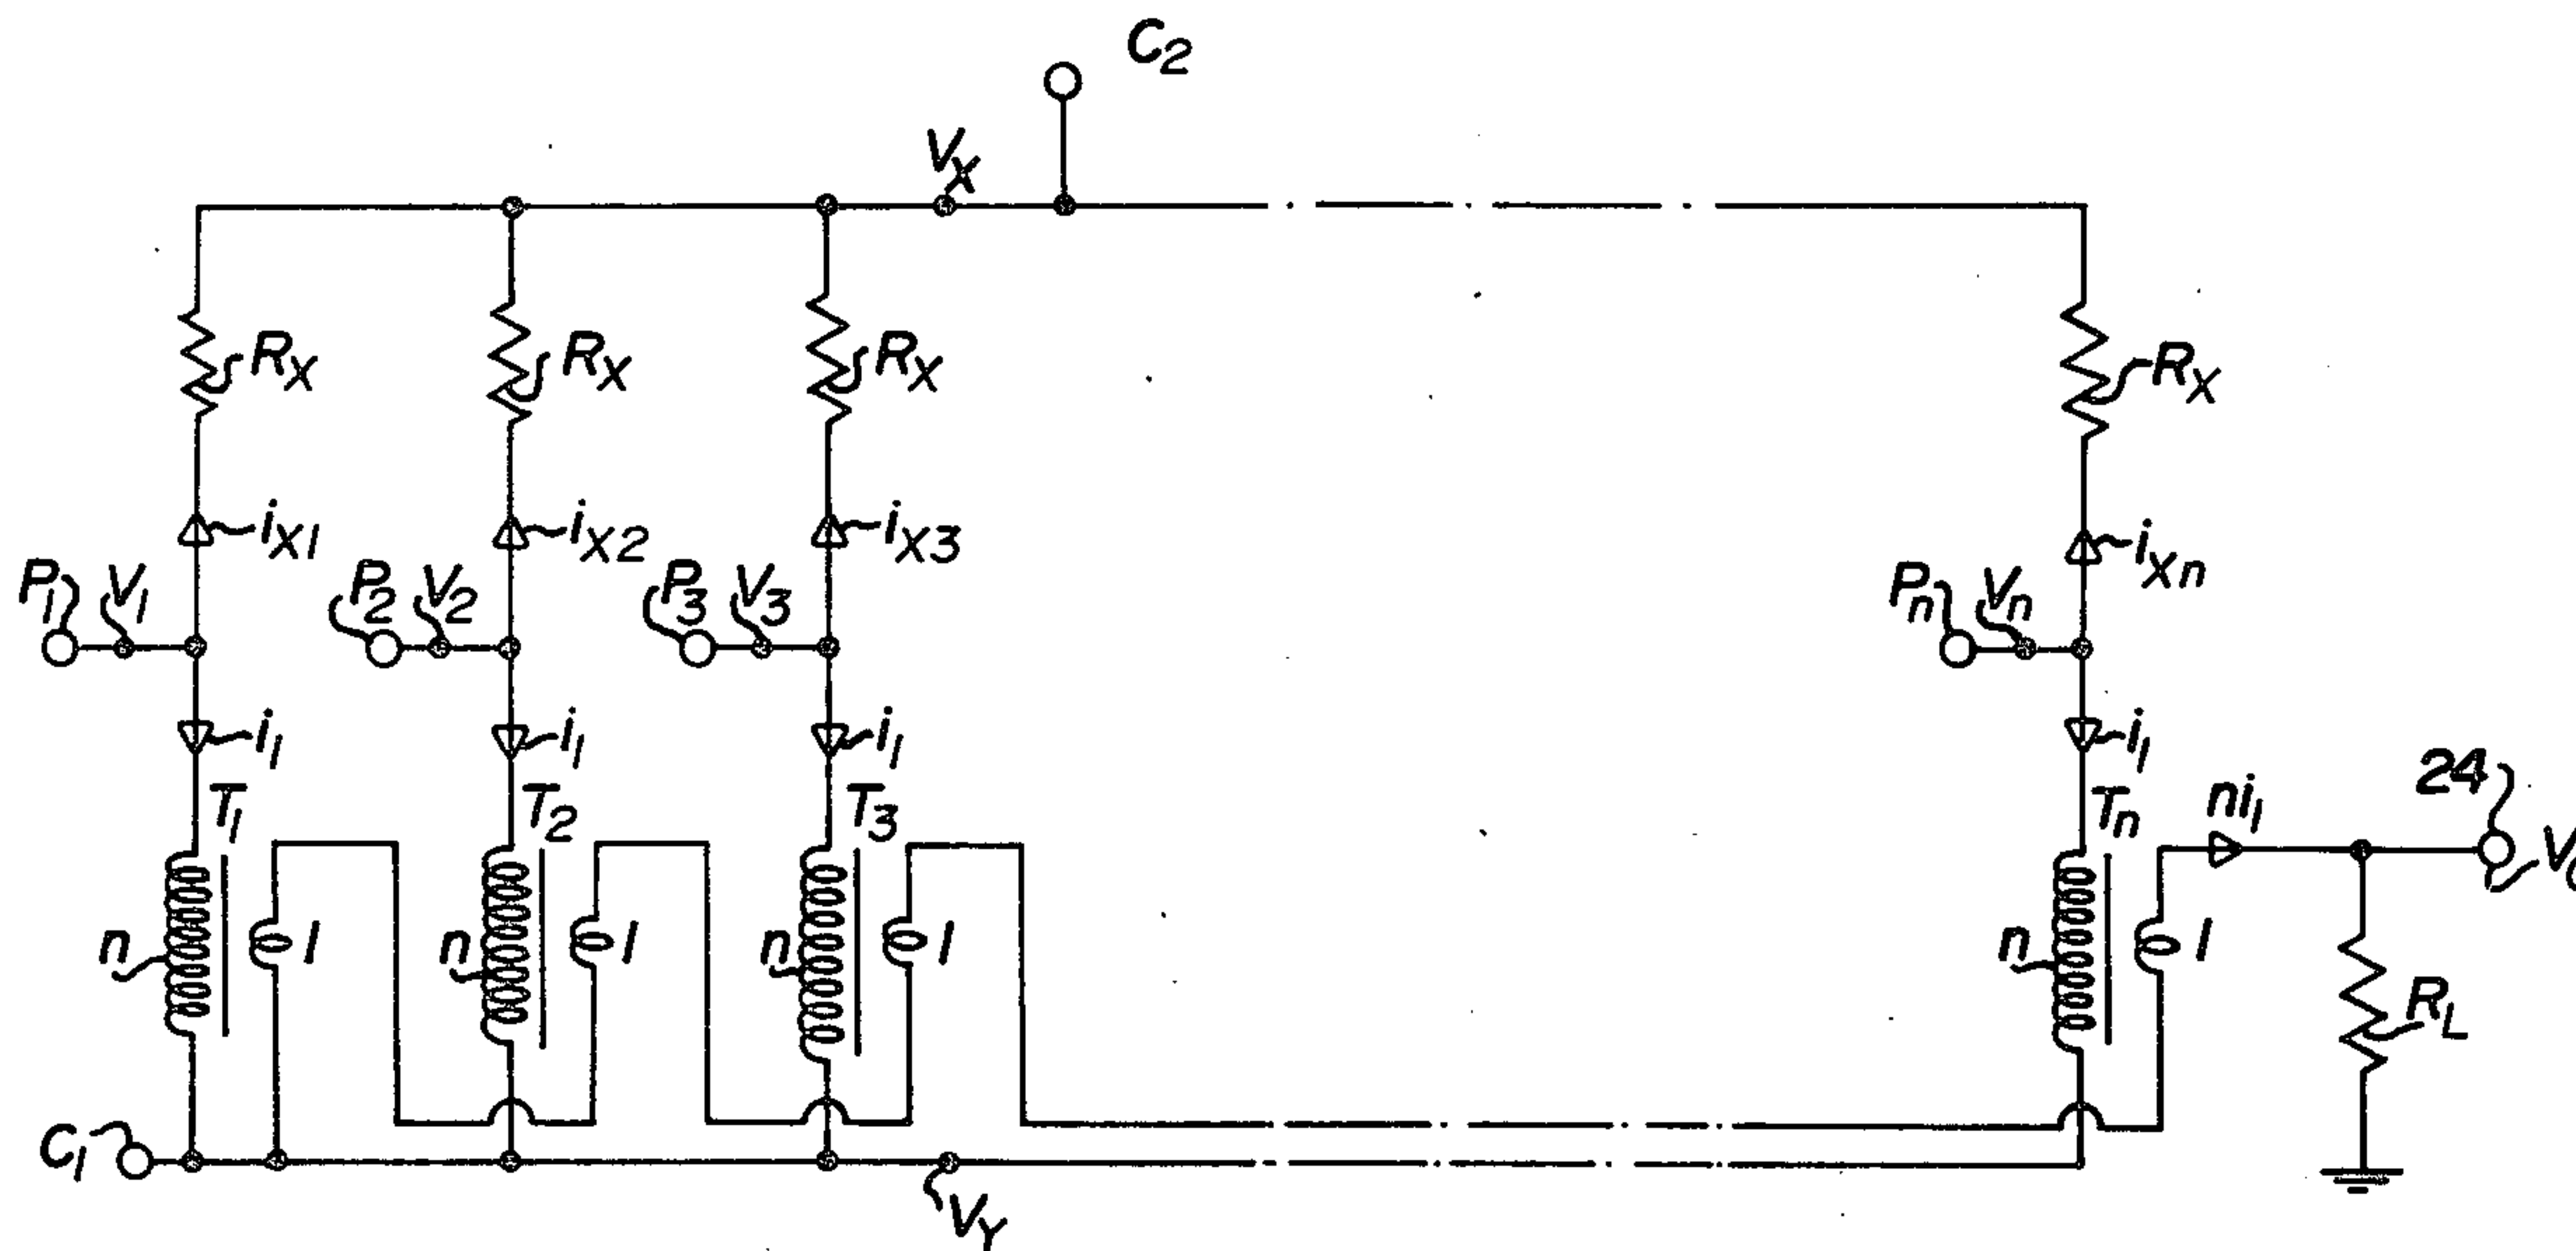 C2
VX
RX RX RX RX
iX1 iX2 iX3 iXn
P1 V1 P2 V2 P3 V3 Pn Vn
i1 i1 i1 i1
T1 T2 T3 Tn ni1 24
n 1 n 1 n 1 n 1
RL
C1
VY